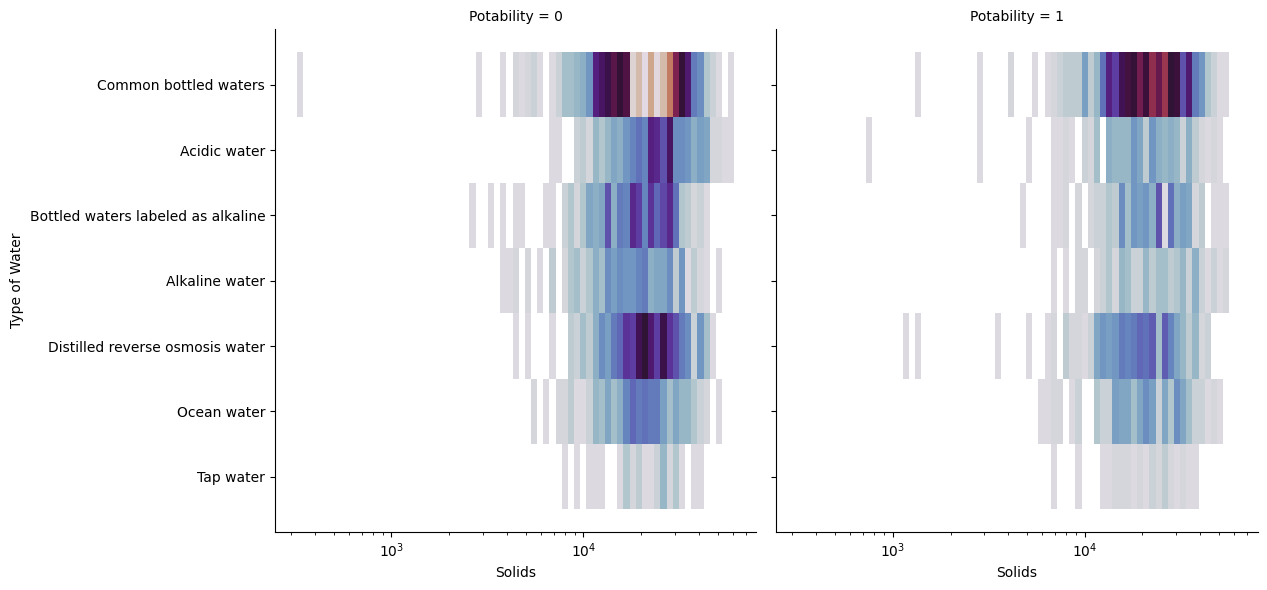 Potability = 0
Potability = 1
Type of Water
Common bottled waters
Acidic water
Bottled waters labeled as alkaline
Alkaline water
Distilled reverse osmosis water
Ocean water
Tap water
10³
10⁴
10³
10⁴
Solids
Solids